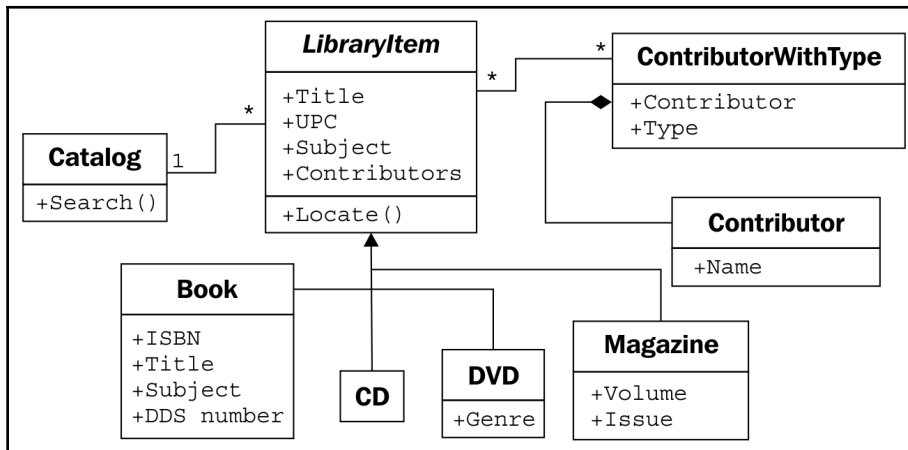 LibraryItem
+Title
+UPC
+Subject
+Contributors
+Locate()
*
*
ContributorWithType
+Contributor
+Type
*
1
Catalog
+Search()
Contributor
+Name
Book
+ISBN
+Title
+Subject
+DDS number
CD
DVD
+Genre
Magazine
+Volume
+Issue